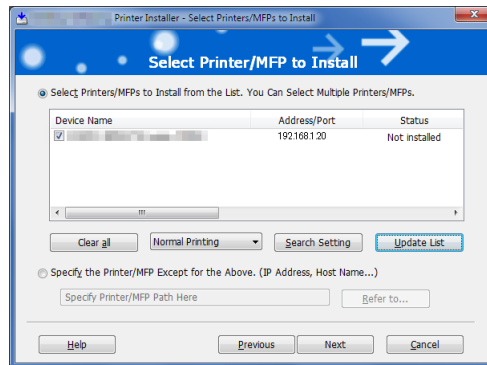 Printer Installer - Select Printers/MFPs to Install
Select Printer/MFP to Install
Select Printers/MFPs to Install from the List. You Can Select Multiple Printers/MFPs.
Device Name Address/Port Status
192.168.1.20 Not installed
Clear all Normal Printing Search Setting Update List
Specify the Printer/MFP Except for the Above. (IP Address, Host Name...)
Specify Printer/MFP Path Here Refer to...
Help Previous Next Cancel